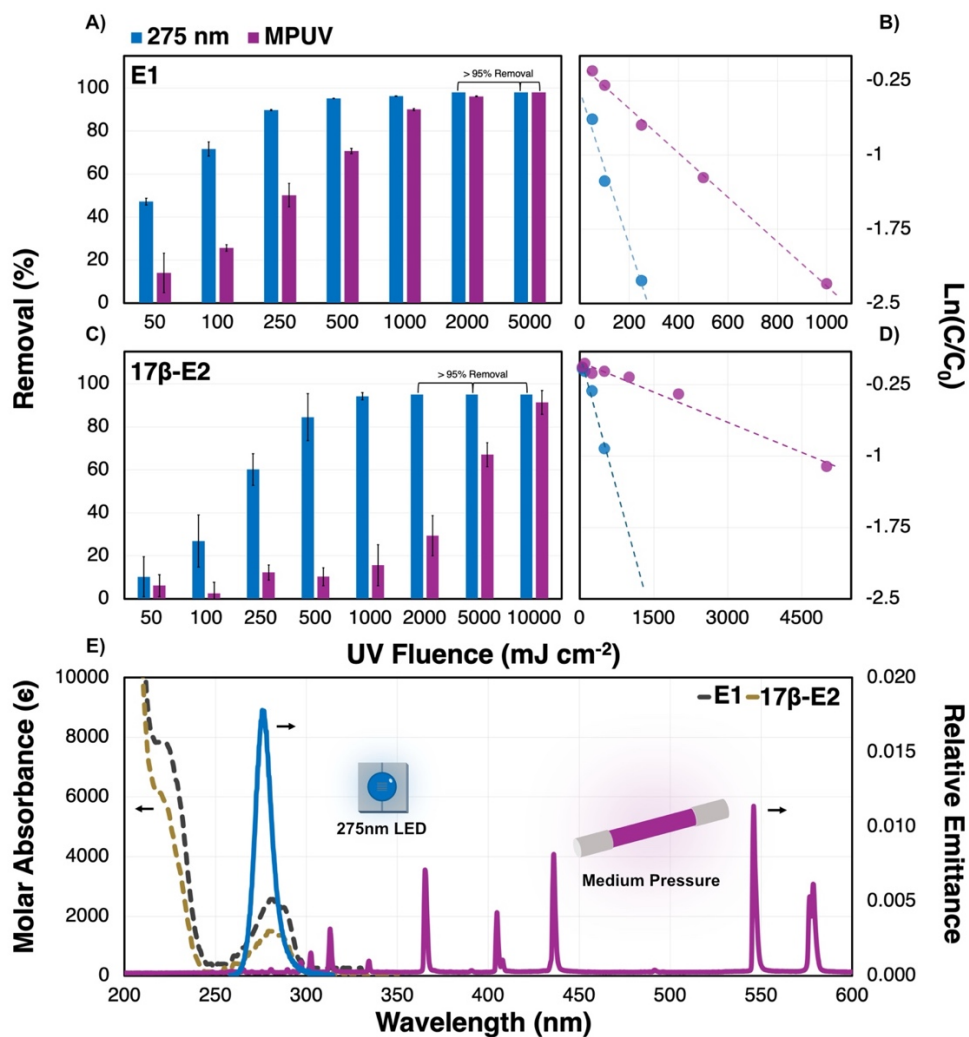 A)
275 nm MPUV
B)
E1
> 95% Removal
100
80
60
40
20
0
50 100 250 500 1000 2000 5000
-0.25
-1
-1.75
-2.5
0 200 400 600 800 1000
Removal (%)
Ln(C/C₀)
C)
D)
17β-E2
> 95% Removal
100
80
60
40
20
0
50 100 250 500 1000 2000 5000 10000
-0.25
-1
-1.75
-2.5
0 1500 3000 4500
UV Fluence (mJ cm⁻²)
E)
E1 17β-E2
Molar Absorbance (ϵ)
10000
8000
6000
4000
2000
0
275nm LED
Medium Pressure
0.020
0.015
0.010
0.005
0.000
Relative Emittance
200 250 300 350 400 450 500 550 600
Wavelength (nm)